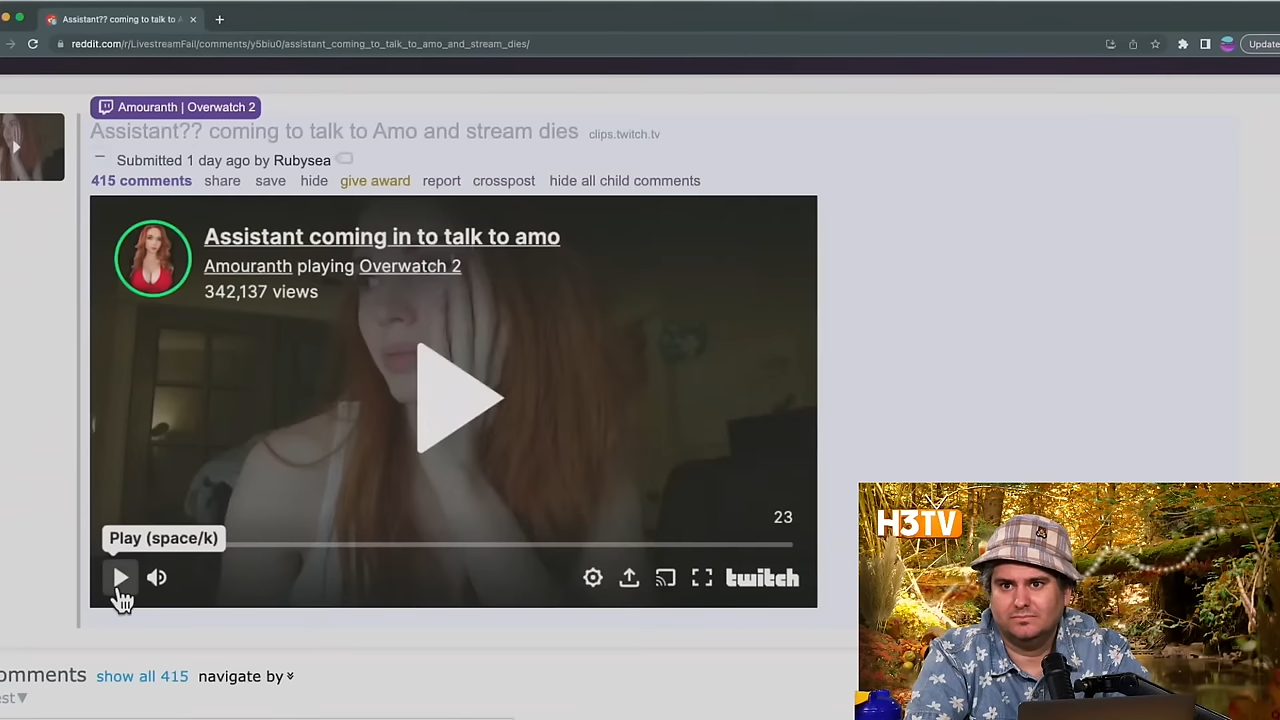 Assistant?? coming to talk to A
Update
reddit.com/r/LivestreamFail/comments/y5biu0/assistant_coming_to_talk_to_amo_and_stream_dies/
Amouranth | Overwatch 2
Assistant?? coming to talk to Amo and stream dies clips.twitch.tv
Submitted 1 day ago by Rubysea
415 comments share save hide give award report crosspost hide all child comments
Assistant coming in to talk to amo
Amouranth playing Overwatch 2
342,137 views
23
Play (space/k)
twitch
H3TV
omments show all 415 navigate by
est